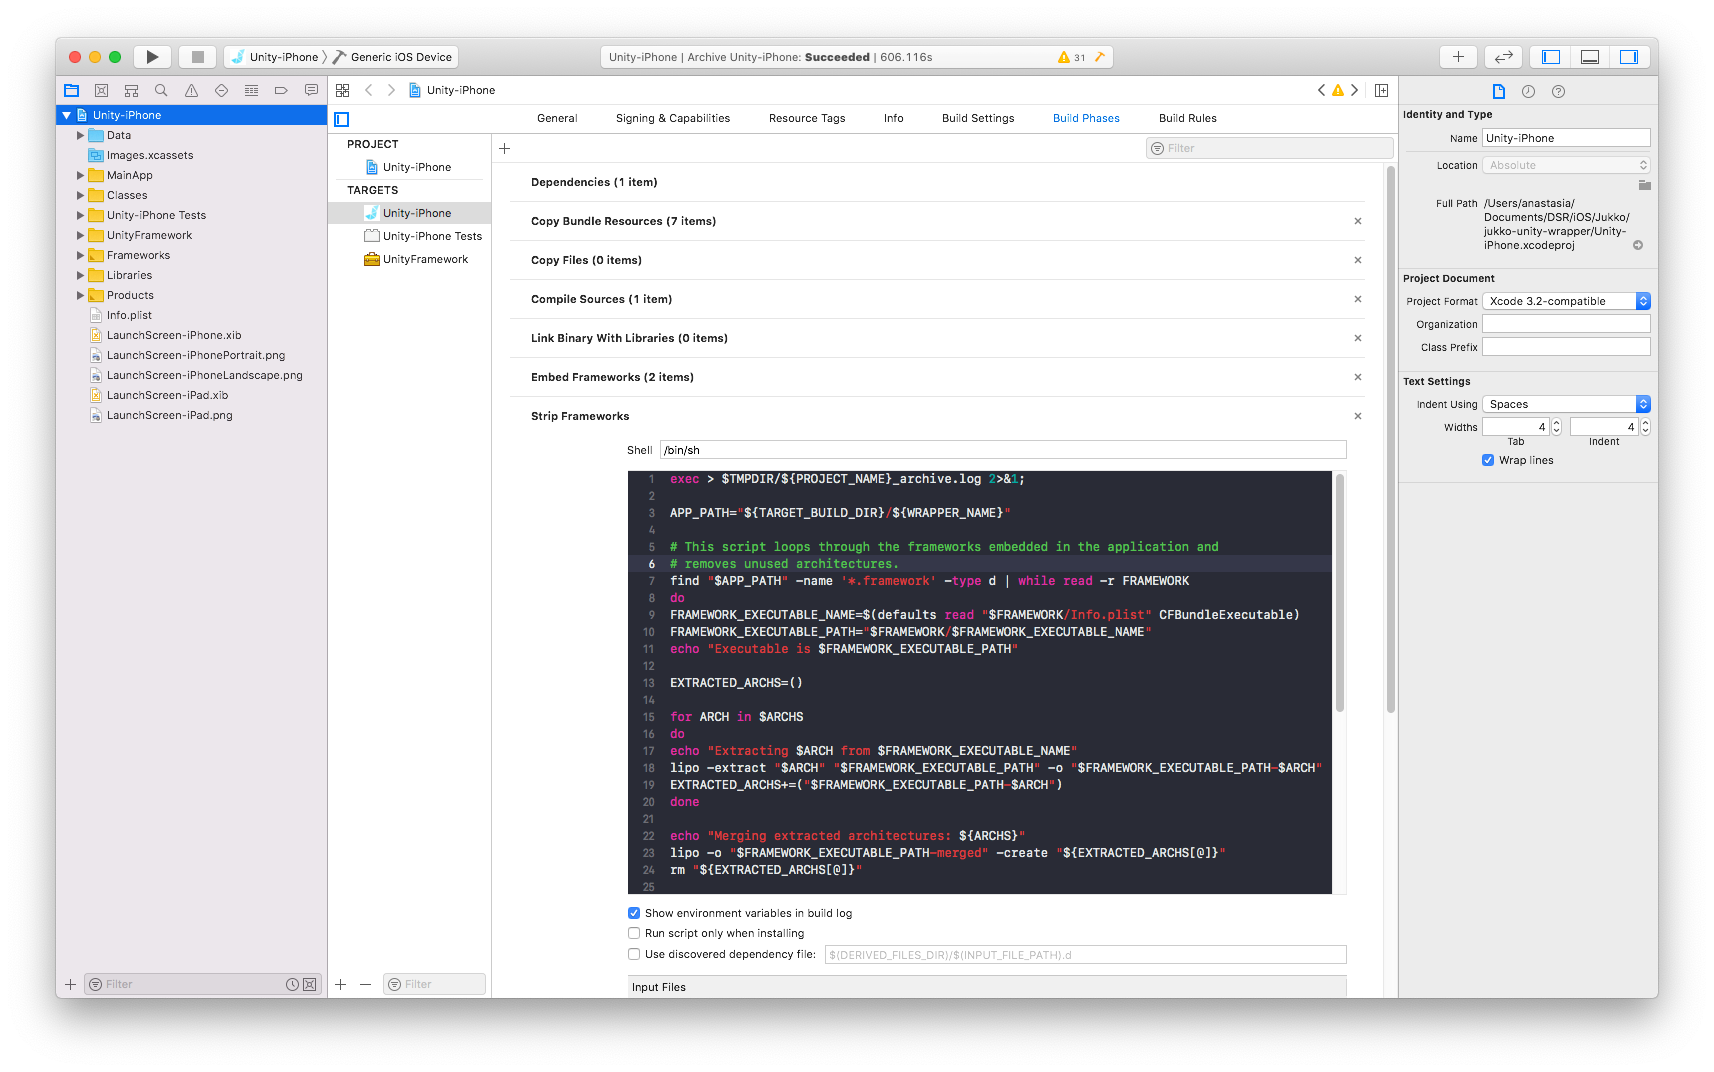 Unity-iPhone
Generic iOS Device
Unity-iPhone | Archive Unity-iPhone: Succeeded | 606.116s
31
Unity-iPhone
Data
Images.xcassets
MainApp
Classes
Unity-iPhone Tests
UnityFramework
Frameworks
Libraries
Products
Info.plist
LaunchScreen-iPhone.xib
LaunchScreen-iPhonePortrait.png
LaunchScreen-iPhoneLandscape.png
LaunchScreen-iPad.xib
LaunchScreen-iPad.png
Filter
Unity-iPhone
General
Signing & Capabilities
Resource Tags
Info
Build Settings
Build Phases
Build Rules
PROJECT
Unity-iPhone
TARGETS
Unity-iPhone
Unity-iPhone Tests
UnityFramework
Filter
Filter
Dependencies (1 item)
Copy Bundle Resources (7 items)
Copy Files (0 items)
Compile Sources (1 item)
Link Binary With Libraries (0 items)
Embed Frameworks (2 items)
Strip Frameworks
Shell /bin/sh
1 exec > $TMPDIR/${PROJECT_NAME}_archive.log 2>&1;
2
3 APP_PATH="${TARGET_BUILD_DIR}/${WRAPPER_NAME}"
4
5 # This script loops through the frameworks embedded in the application and
6 # removes unused architectures.
7 find "$APP_PATH" -name '*.framework' -type d | while read -r FRAMEWORK
8 do
9 FRAMEWORK_EXECUTABLE_NAME=$(defaults read "$FRAMEWORK/Info.plist" CFBundleExecutable)
10 FRAMEWORK_EXECUTABLE_PATH="$FRAMEWORK/$FRAMEWORK_EXECUTABLE_NAME"
11 echo "Executable is $FRAMEWORK_EXECUTABLE_PATH"
12
13 EXTRACTED_ARCHS=()
14
15 for ARCH in $ARCHS
16 do
17 echo "Extracting $ARCH from $FRAMEWORK_EXECUTABLE_NAME"
18 lipo -extract "$ARCH" "$FRAMEWORK_EXECUTABLE_PATH" -o "$FRAMEWORK_EXECUTABLE_PATH-$ARCH"
19 EXTRACTED_ARCHS+=("$FRAMEWORK_EXECUTABLE_PATH-$ARCH")
20 done
21
22 echo "Merging extracted architectures: ${ARCHS}"
23 lipo -o "$FRAMEWORK_EXECUTABLE_PATH-merged" -create "${EXTRACTED_ARCHS[@]}"
24 rm "${EXTRACTED_ARCHS[@]}"
25
Show environment variables in build log
Run script only when installing
Use discovered dependency file: $(DERIVED_FILES_DIR)/$(INPUT_FILE_PATH).d
Input Files
Identity and Type
Name Unity-iPhone
Location Absolute
Full Path /Users/anastasia/
Documents/DSR/iOS/Jukko/
jukko-unity-wrapper/Unity-
iPhone.xcodeproj
Project Document
Project Format Xcode 3.2-compatible
Organization
Class Prefix
Text Settings
Indent Using Spaces
Widths 4 4
Tab Indent
Wrap lines